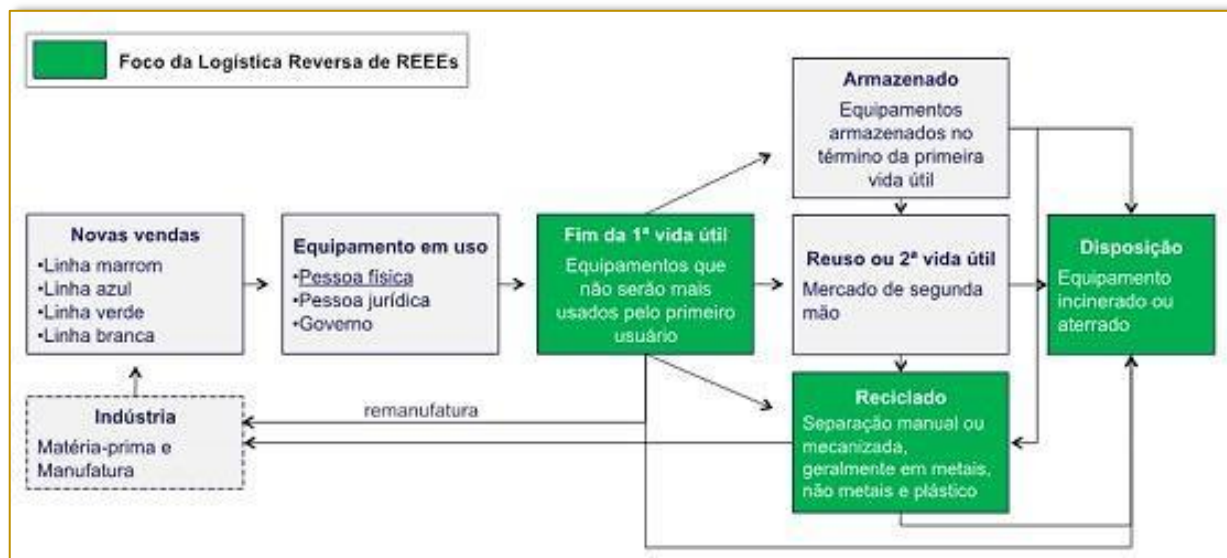 Foco da Logística Reversa de REEEs
Armazenado
Equipamentos
armazenados no
término da primeira
vida útil
Novas vendas
•Linha marrom
•Linha azul
•Linha verde
•Linha branca
Equipamento em uso
•Pessoa física
•Pessoa jurídica
•Governo
Fim da 1ª vida útil
Equipamentos que
não serão mais
usados pelo primeiro
usuário
Reuso ou 2ª vida útil
Mercado de segunda
mão
Disposição
Equipamento
incinerado ou
aterrado
remanufatura
Indústria
Matéria-prima e
Manufatura
Reciclado
Separação manual ou
mecanizada,
geralmente em metais,
não metais e plástico